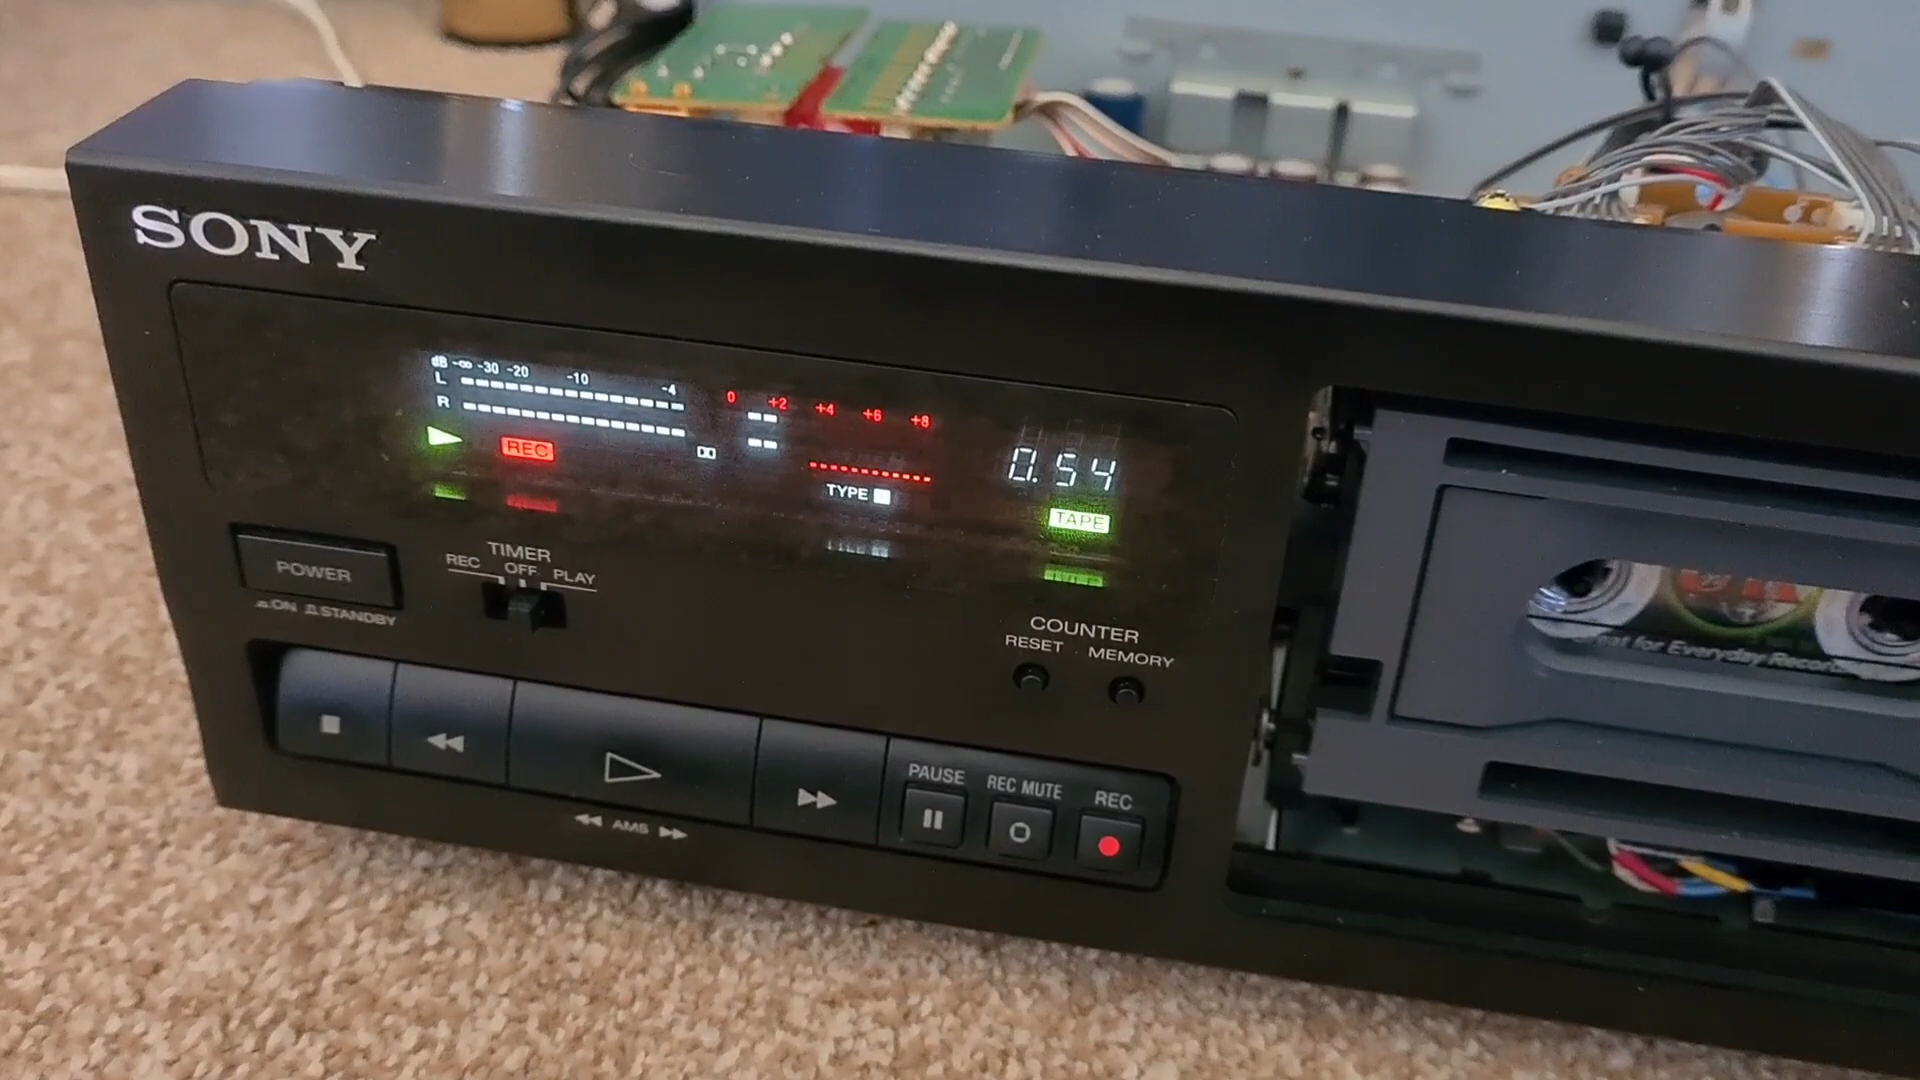 SONY
dB -∞ -30 -20 -10 -4 0 +2 +4 +6 +8
L
R
REC
TYPE I
0.54
TAPE
POWER
ON STANDBY
TIMER
REC OFF PLAY
COUNTER
RESET · MEMORY
AMS
PAUSE REC MUTE REC
for Everyday